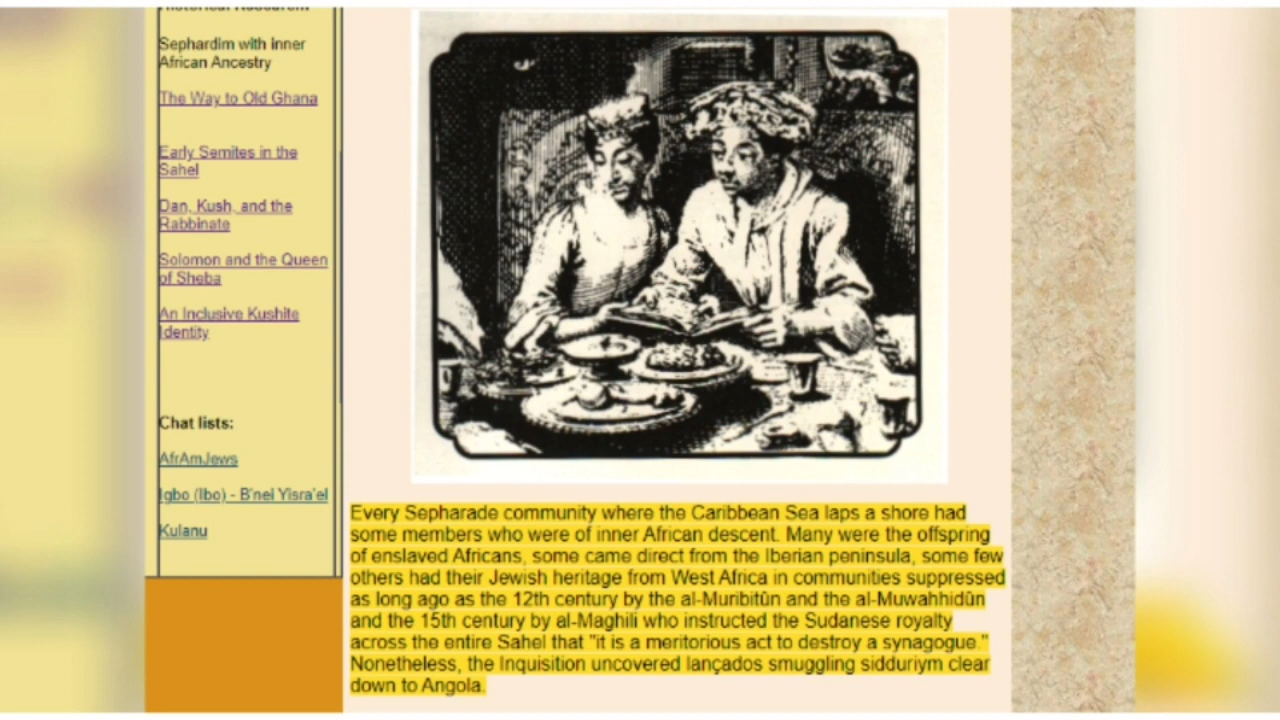 Historical Research
Sephardim with inner
African Ancestry
The Way to Old Ghana
Early Semites in the
Sahel
Dan, Kush, and the
Rabbinate
Solomon and the Queen
of Sheba
An Inclusive Kushite
Identity
Chat lists:
AfrAmJews
Igbo (Ibo) - B'nei Yisra'el
Kulanu
Every Sepharade community where the Caribbean Sea laps a shore had
some members who were of inner African descent. Many were the offspring
of enslaved Africans, some came direct from the Iberian peninsula, some few
others had their Jewish heritage from West Africa in communities suppressed
as long ago as the 12th century by the al-Muribitûn and the al-Muwahhidûn
and the 15th century by al-Maghili who instructed the Sudanese royalty
across the entire Sahel that "it is a meritorious act to destroy a synagogue."
Nonetheless, the Inquisition uncovered lançados smuggling sidduriym clear
down to Angola.